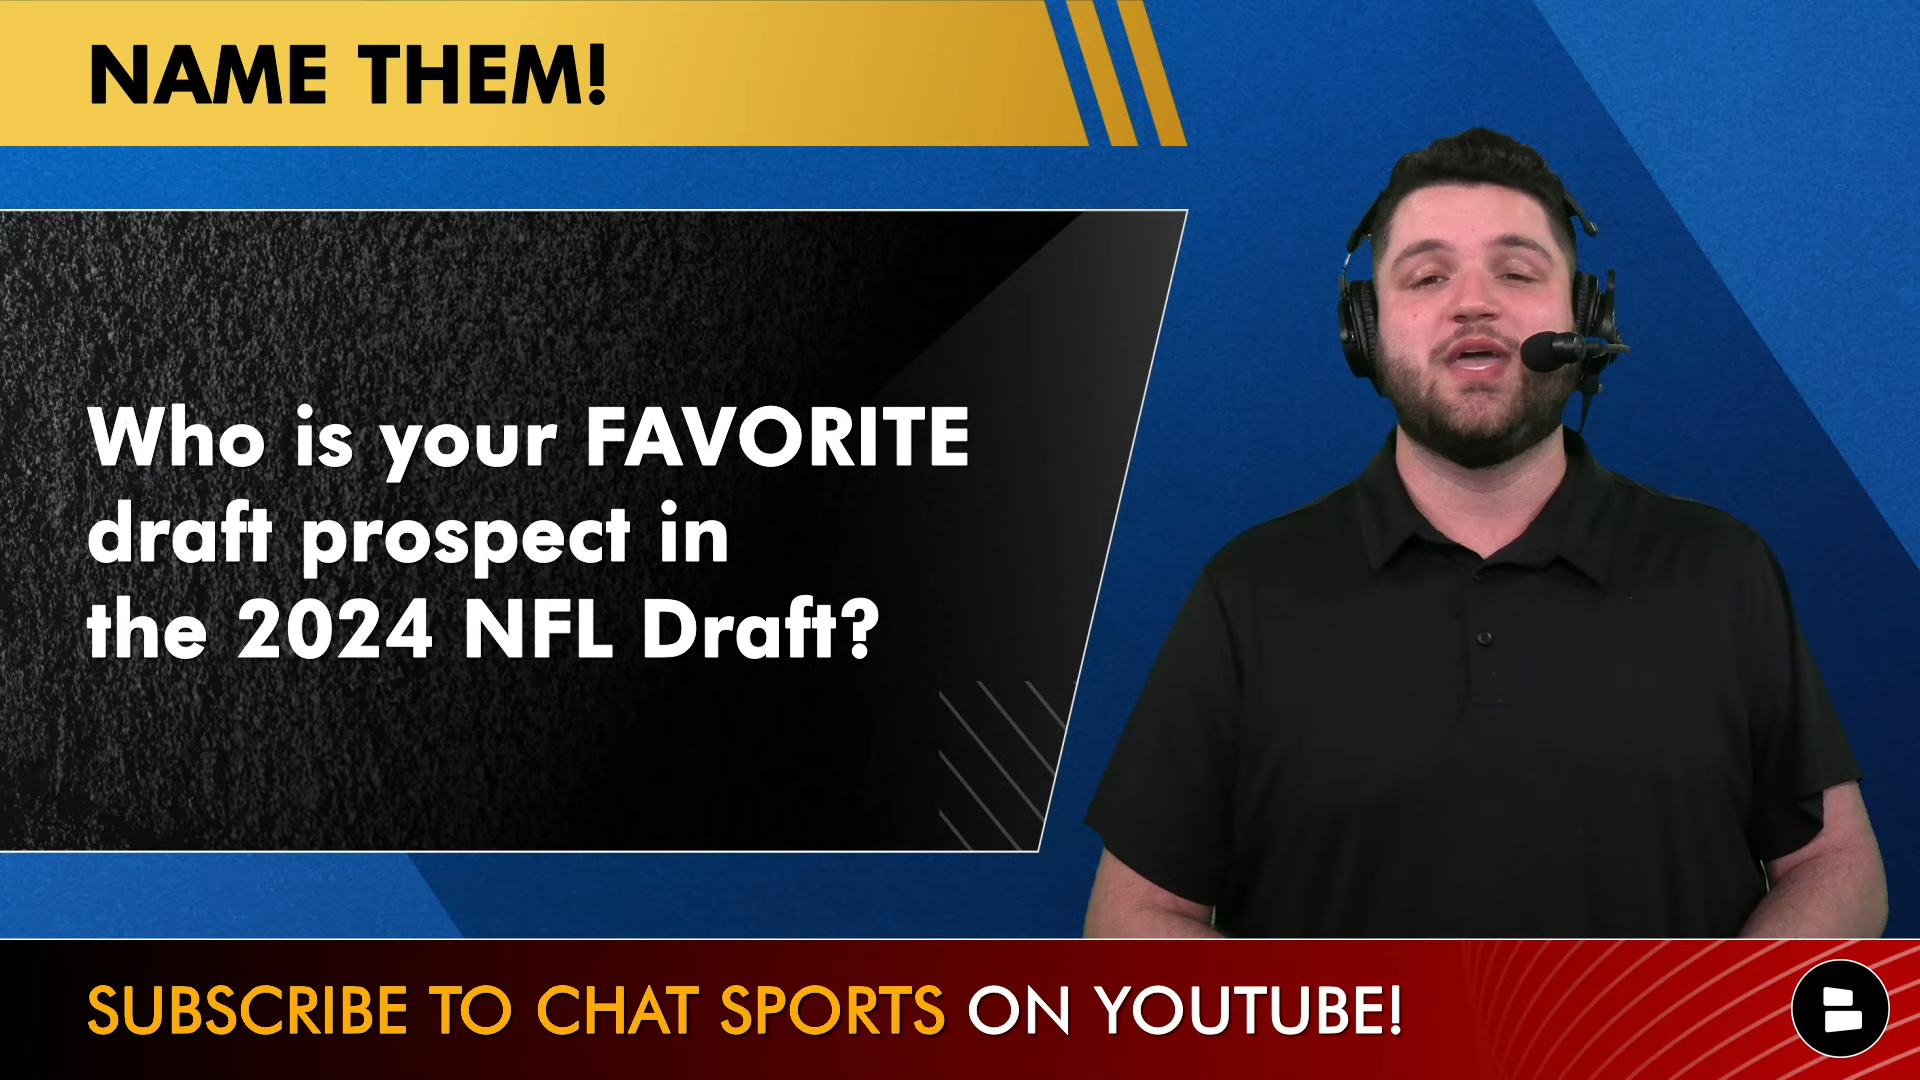 NAME THEM!
Who is your FAVORITE
draft prospect in
the 2024 NFL Draft?
SUBSCRIBE TO CHAT SPORTS ON YOUTUBE!